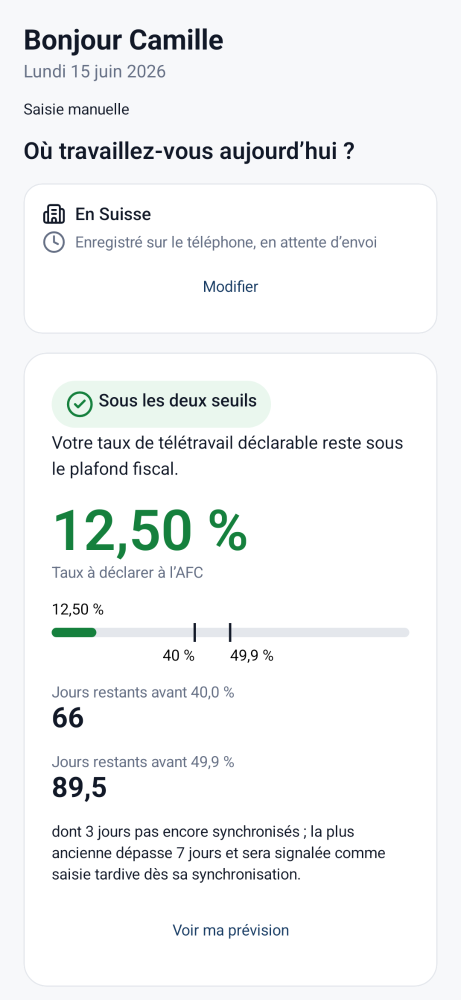 Bonjour Camille
Lundi 15 juin 2026
Saisie manuelle
Où travaillez-vous aujourd’hui ?
En Suisse
Enregistré sur le téléphone, en attente d’envoi
Modifier
Sous les deux seuils
Votre taux de télétravail déclarable reste sous
le plafond fiscal.
12,50 %
Taux à déclarer à l’AFC
12,50 %
40 %
49,9 %
Jours restants avant 40,0 %
66
Jours restants avant 49,9 %
89,5
dont 3 jours pas encore synchronisés ; la plus
ancienne dépasse 7 jours et sera signalée comme
saisie tardive dès sa synchronisation.
Voir ma prévision